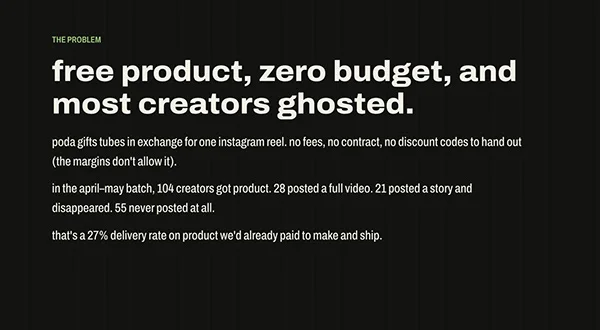 THE PROBLEM
free product, zero budget, and
most creators ghosted.
poda gifts tubes in exchange for one instagram reel. no fees, no contract, no discount codes to hand out
(the margins don't allow it).
in the april–may batch, 104 creators got product. 28 posted a full video. 21 posted a story and
disappeared. 55 never posted at all.
that's a 27% delivery rate on product we'd already paid to make and ship.